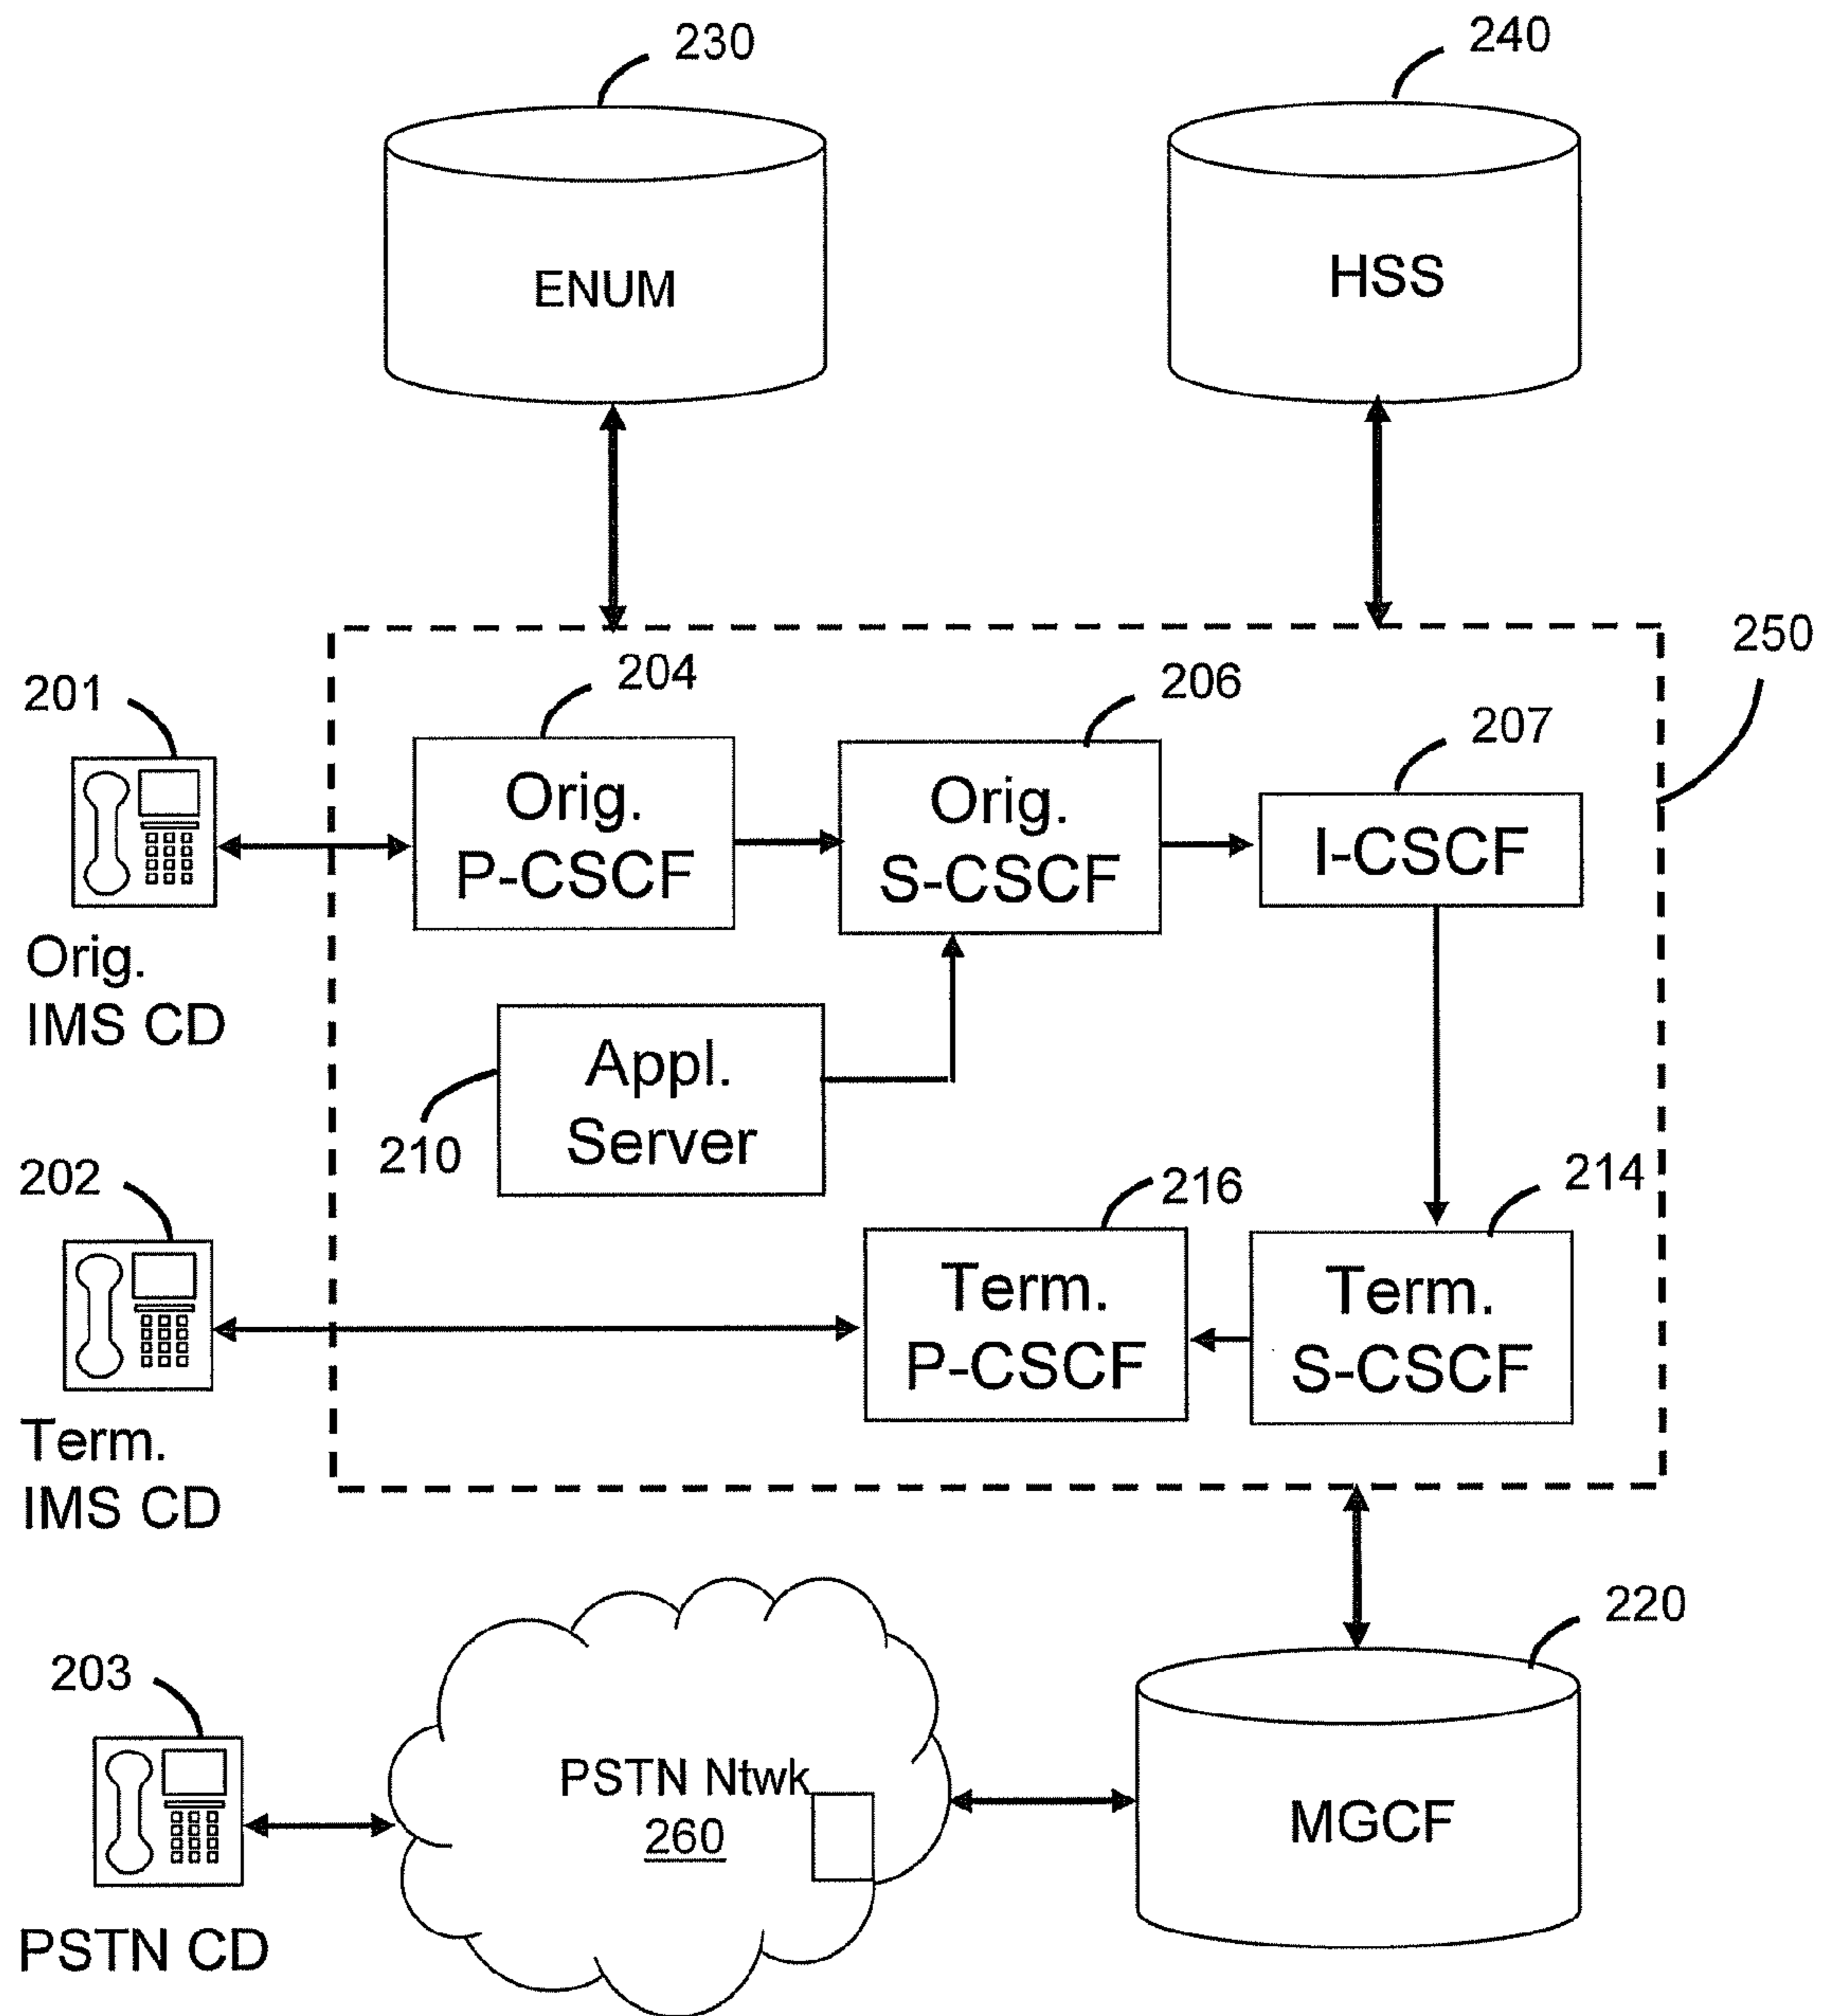 230
240
ENUM
HSS
250
204
206
207
201
Orig.
P-CSCF
Orig.
S-CSCF
I-CSCF
Orig.
IMS CD
Appl.
Server
210
202
216
214
Term.
P-CSCF
Term.
S-CSCF
Term.
IMS CD
220
203
PSTN Ntwk
260
MGCF
PSTN CD